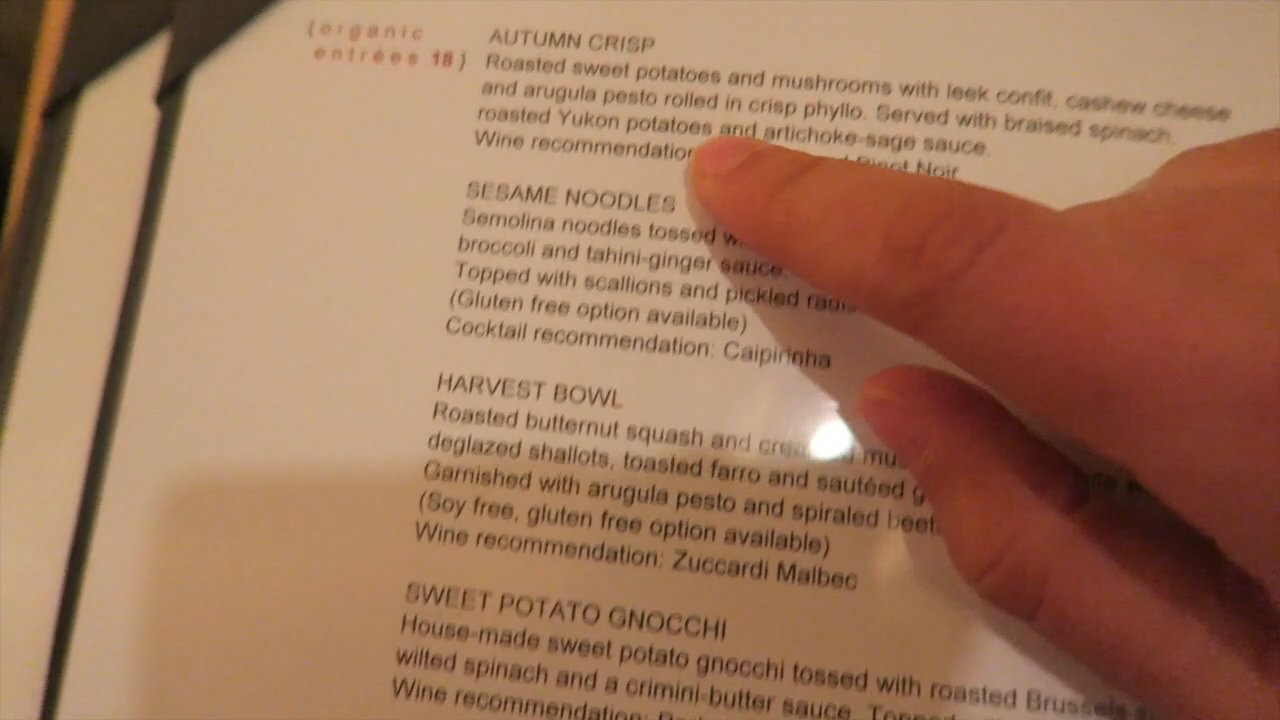 {organic
entrées 18}
AUTUMN CRISP
Roasted sweet potatoes and mushrooms with leek confit, cashew cheese
and arugula pesto rolled in crisp phyllo. Served with braised spinach,
roasted Yukon potatoes and artichoke-sage sauce.
Wine recommendation Pinot Noir
SESAME NOODLES
Semolina noodles tossed
broccoli and tahini-ginger sauce.
Topped with scallions and pickled
(Gluten free option available)
Cocktail recommendation: Caipirinha
HARVEST BOWL
Roasted butternut squash and
deglazed shallots, toasted farro and sautéed
Garnished with arugula pesto and spiraled
(Soy free, gluten free option available)
Wine recommendation: Zuccardi Malbec
SWEET POTATO GNOCCHI
House-made sweet potato gnocchi tossed with roasted Brussels
wilted spinach and a crimini-butter sauce.
Wine recommendation: